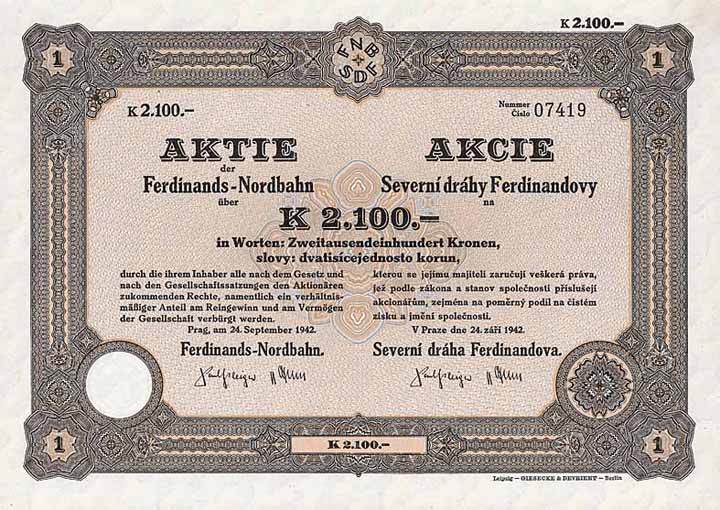 K 2.100.–
1
FNB
SDF
1
K 2.100.–
Nummer
Číslo 07419
AKTIE
der
Ferdinands-Nordbahn
über
AKCIE
Severní dráhy Ferdinandovy
na
K 2.100.–
in Worten: Zweitausendeinhundert Kronen,
slovy: dvatisícejednosto korun,
durch die ihrem Inhaber alle nach dem Gesetz und
nach den Gesellschaftssatzungen den Aktionären
zukommenden Rechte, namentlich ein verhältnis-
mäßiger Anteil am Reingewinn und am Vermögen
der Gesellschaft verbürgt werden.
Prag, am 24. September 1942.
Ferdinands-Nordbahn.
kterou se jejímu majiteli zaručují veškerá práva,
jež podle zákona a stanov společnosti příslušejí
akcionářům, zejména na poměrný podíl na čistém
zisku a jmění společnosti.
V Praze dne 24. září 1942.
Severní dráha Ferdinandova.
1
K 2.100.–
1
Leipzig – GIESECKE & DEVRIENT – Berlin